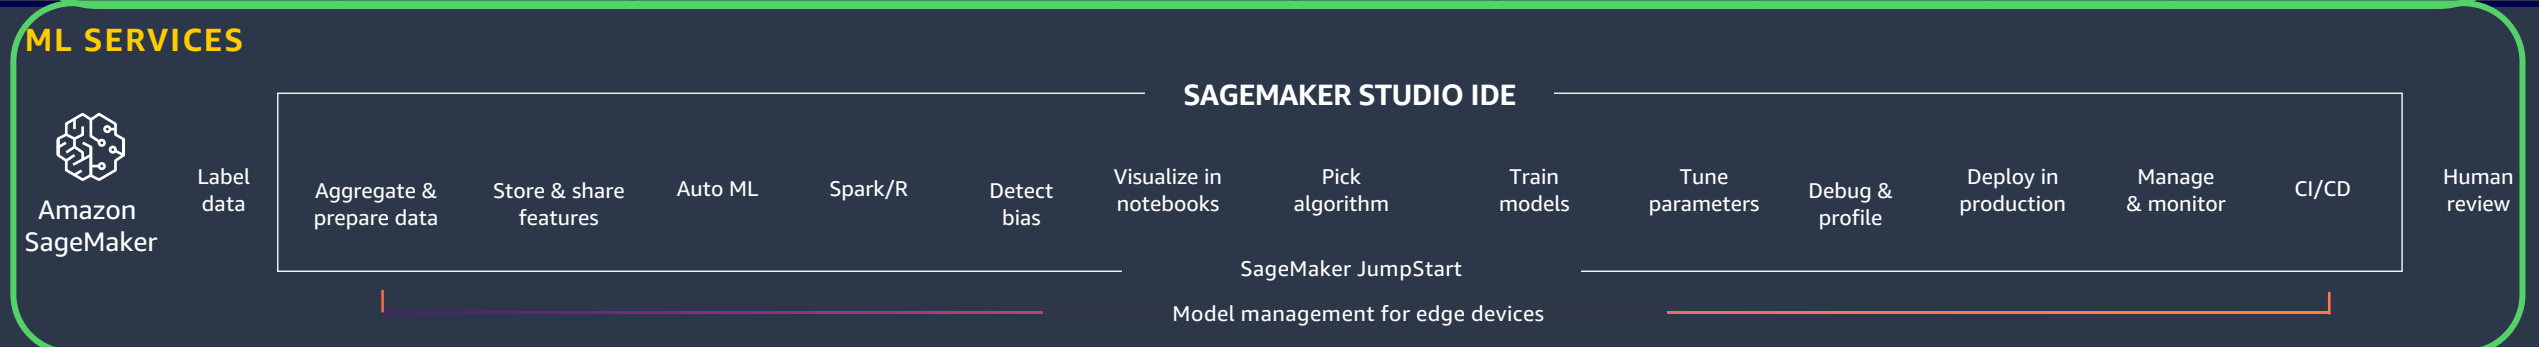 ML SERVICES
SAGEMAKER STUDIO IDE
Amazon
SageMaker
Label
data
Aggregate &
prepare data
Store & share
features
Auto ML
Spark/R
Detect
bias
Visualize in
notebooks
Pick
algorithm
Train
models
Tune
parameters
Debug &
profile
Deploy in
production
Manage
& monitor
CI/CD
Human
review
SageMaker JumpStart
Model management for edge devices